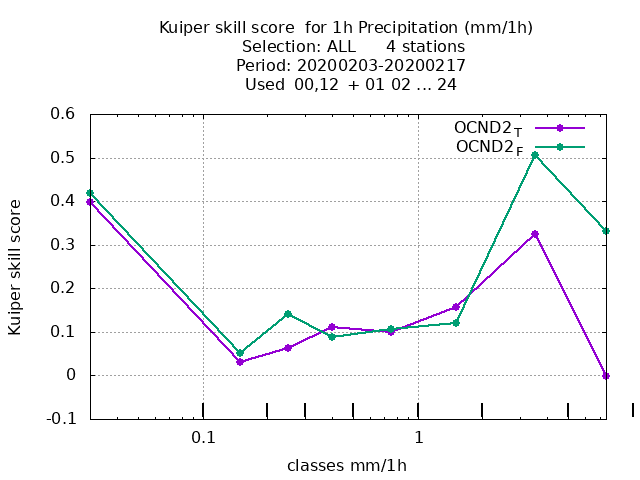 Kuiper skill score  for 1h Precipitation (mm/1h)
Selection: ALL      4 stations
Period: 20200203-20200217
Used  00,12  + 01 02 ... 24
OCND2T
OCND2F
0.6
0.5
0.4
0.3
0.2
0.1
0
-0.1
Kuiper skill score
0.1
1
classes mm/1h